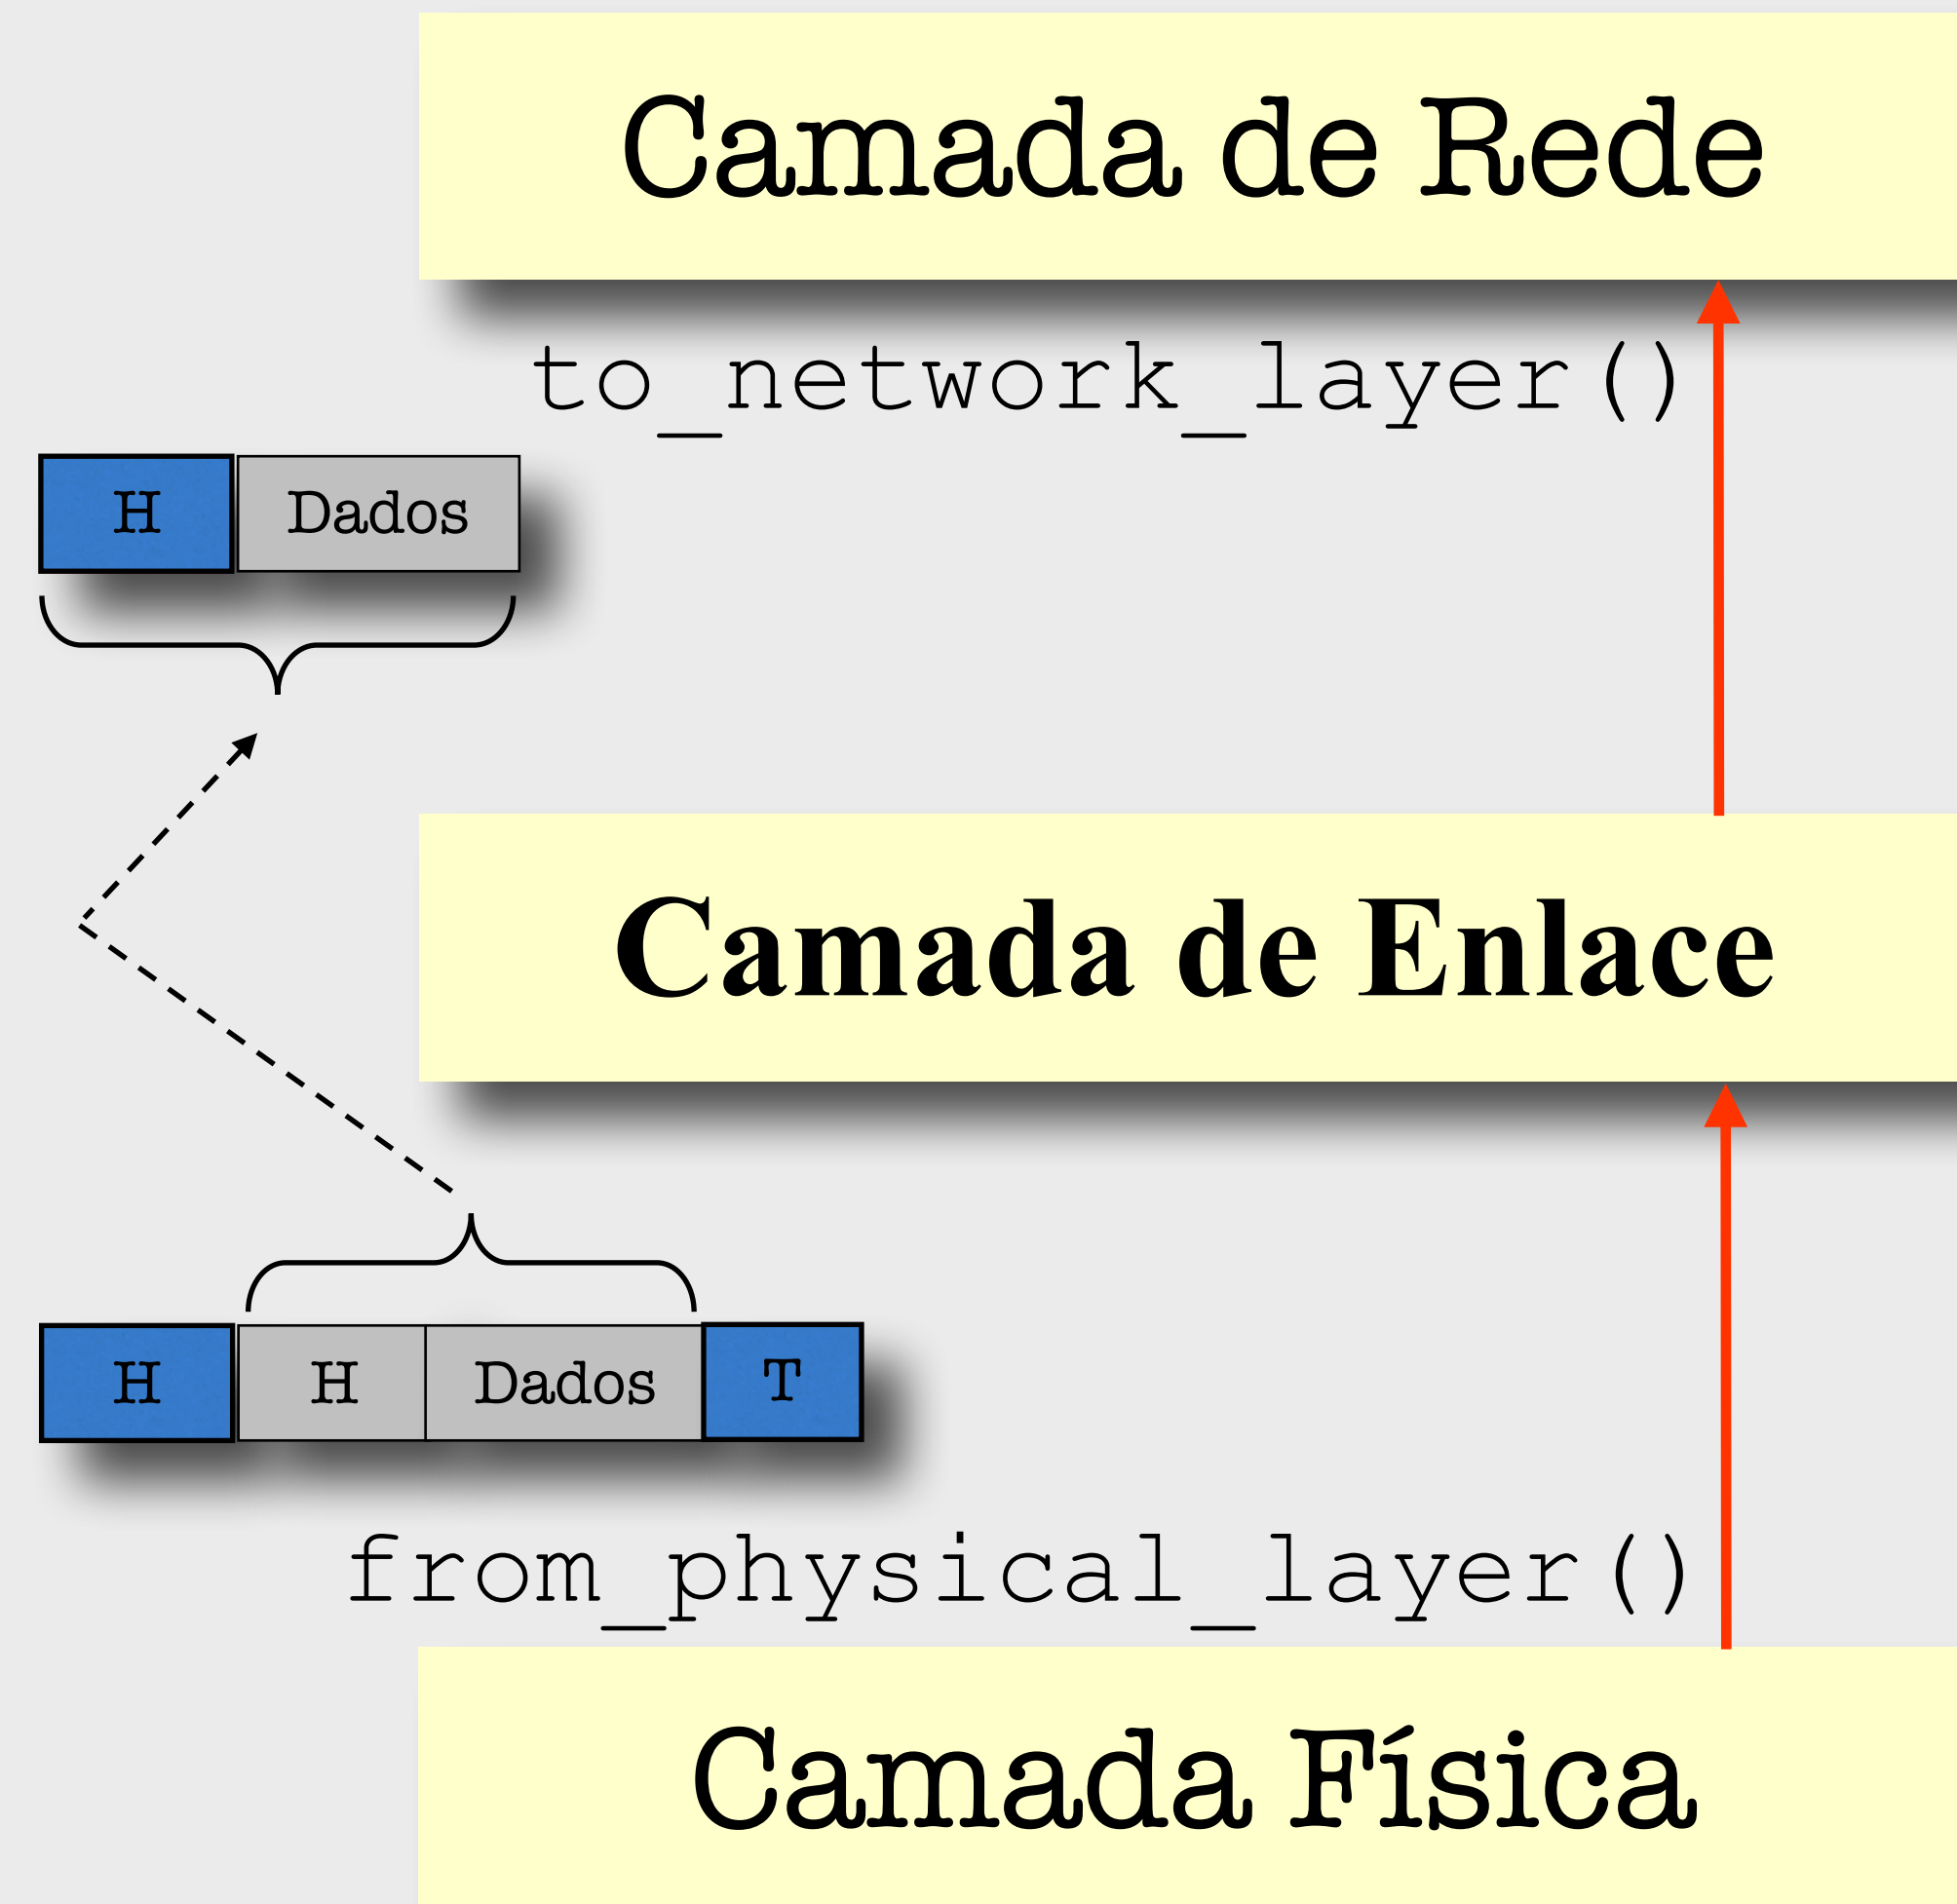 Camada de Rede
to_network_layer()
H Dados
Camada de Enlace
H H Dados T
from_physical_layer()
Camada Física